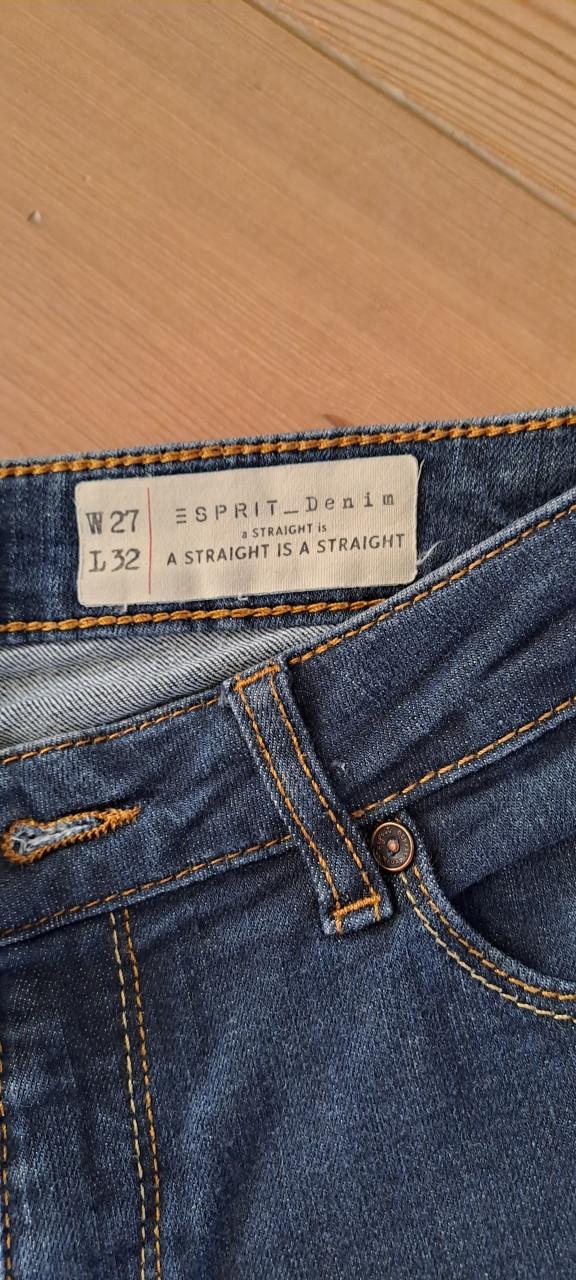 W 27
L 32
ESPRIT_Denim
a STRAIGHT is
A STRAIGHT IS A STRAIGHT